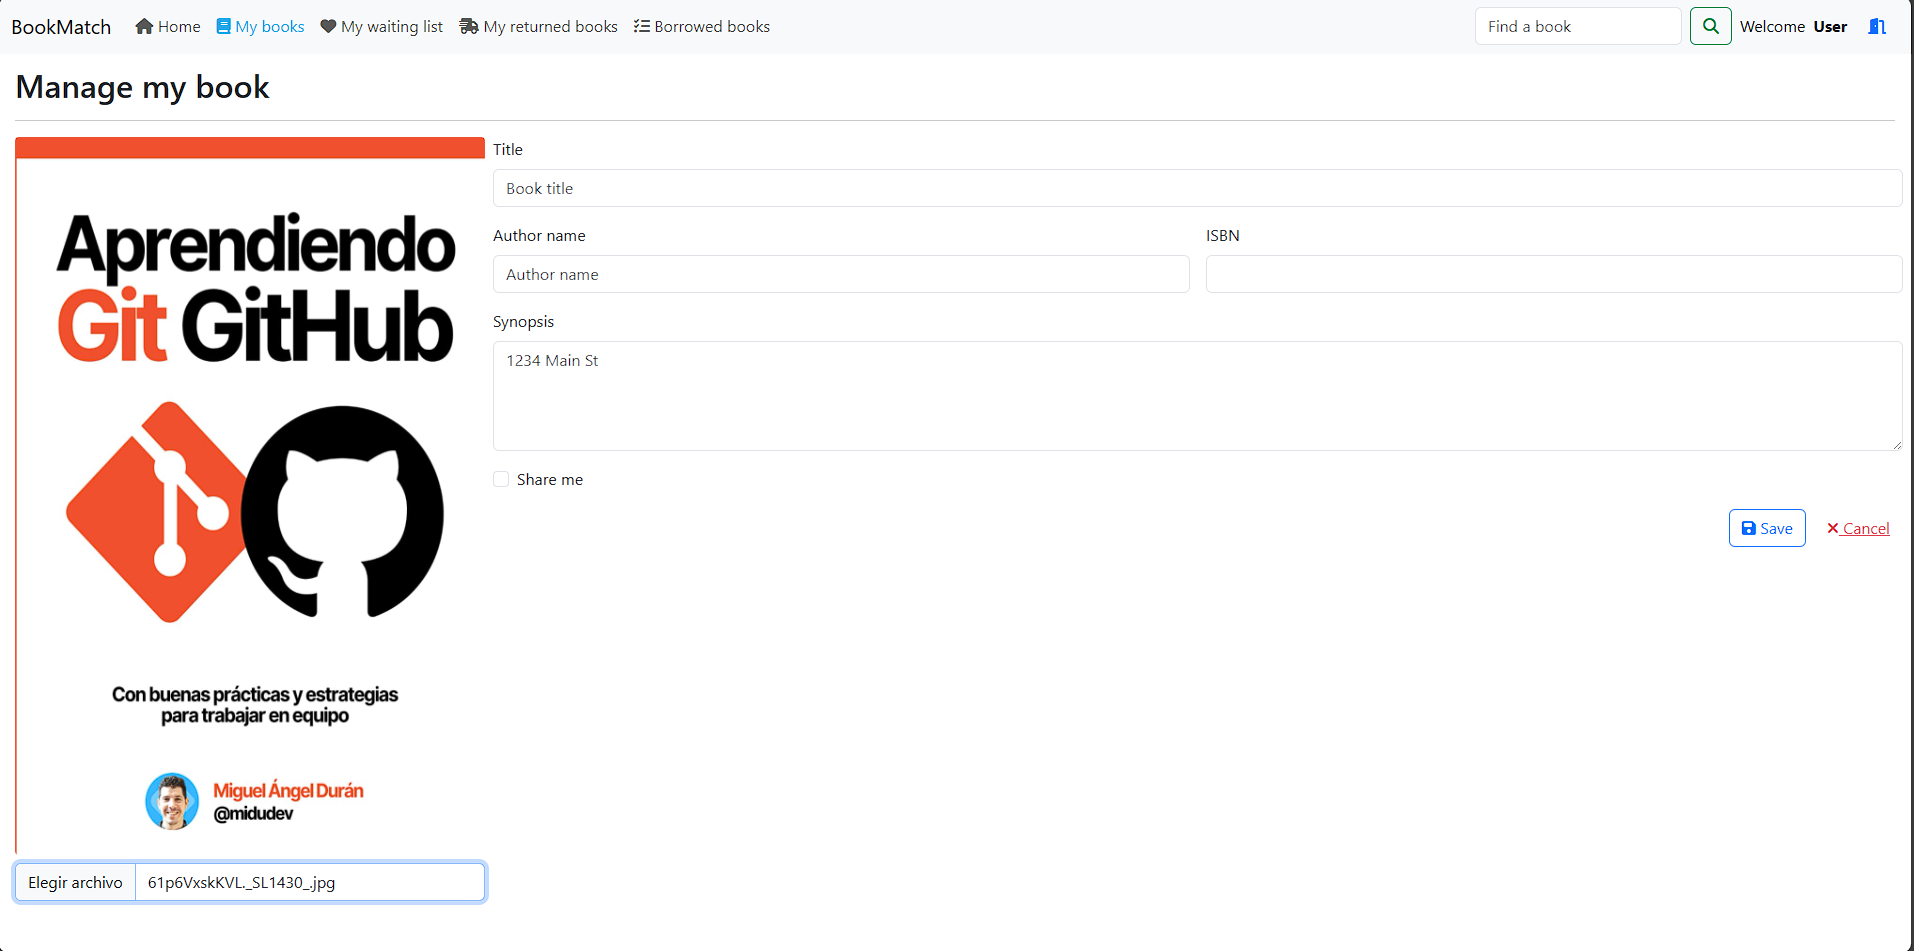 BookMatch Home My books My waiting list My returned books Borrowed books Find a book Welcome User
Manage my book
Aprendiendo
Git GitHub
Con buenas prácticas y estrategias
para trabajar en equipo
Miguel Ángel Durán
@midudev
Elegir archivo 61p6VxskKVL._SL1430_.jpg
Title
Book title
Author name ISBN
Author name
Synopsis
1234 Main St
Share me
Save Cancel